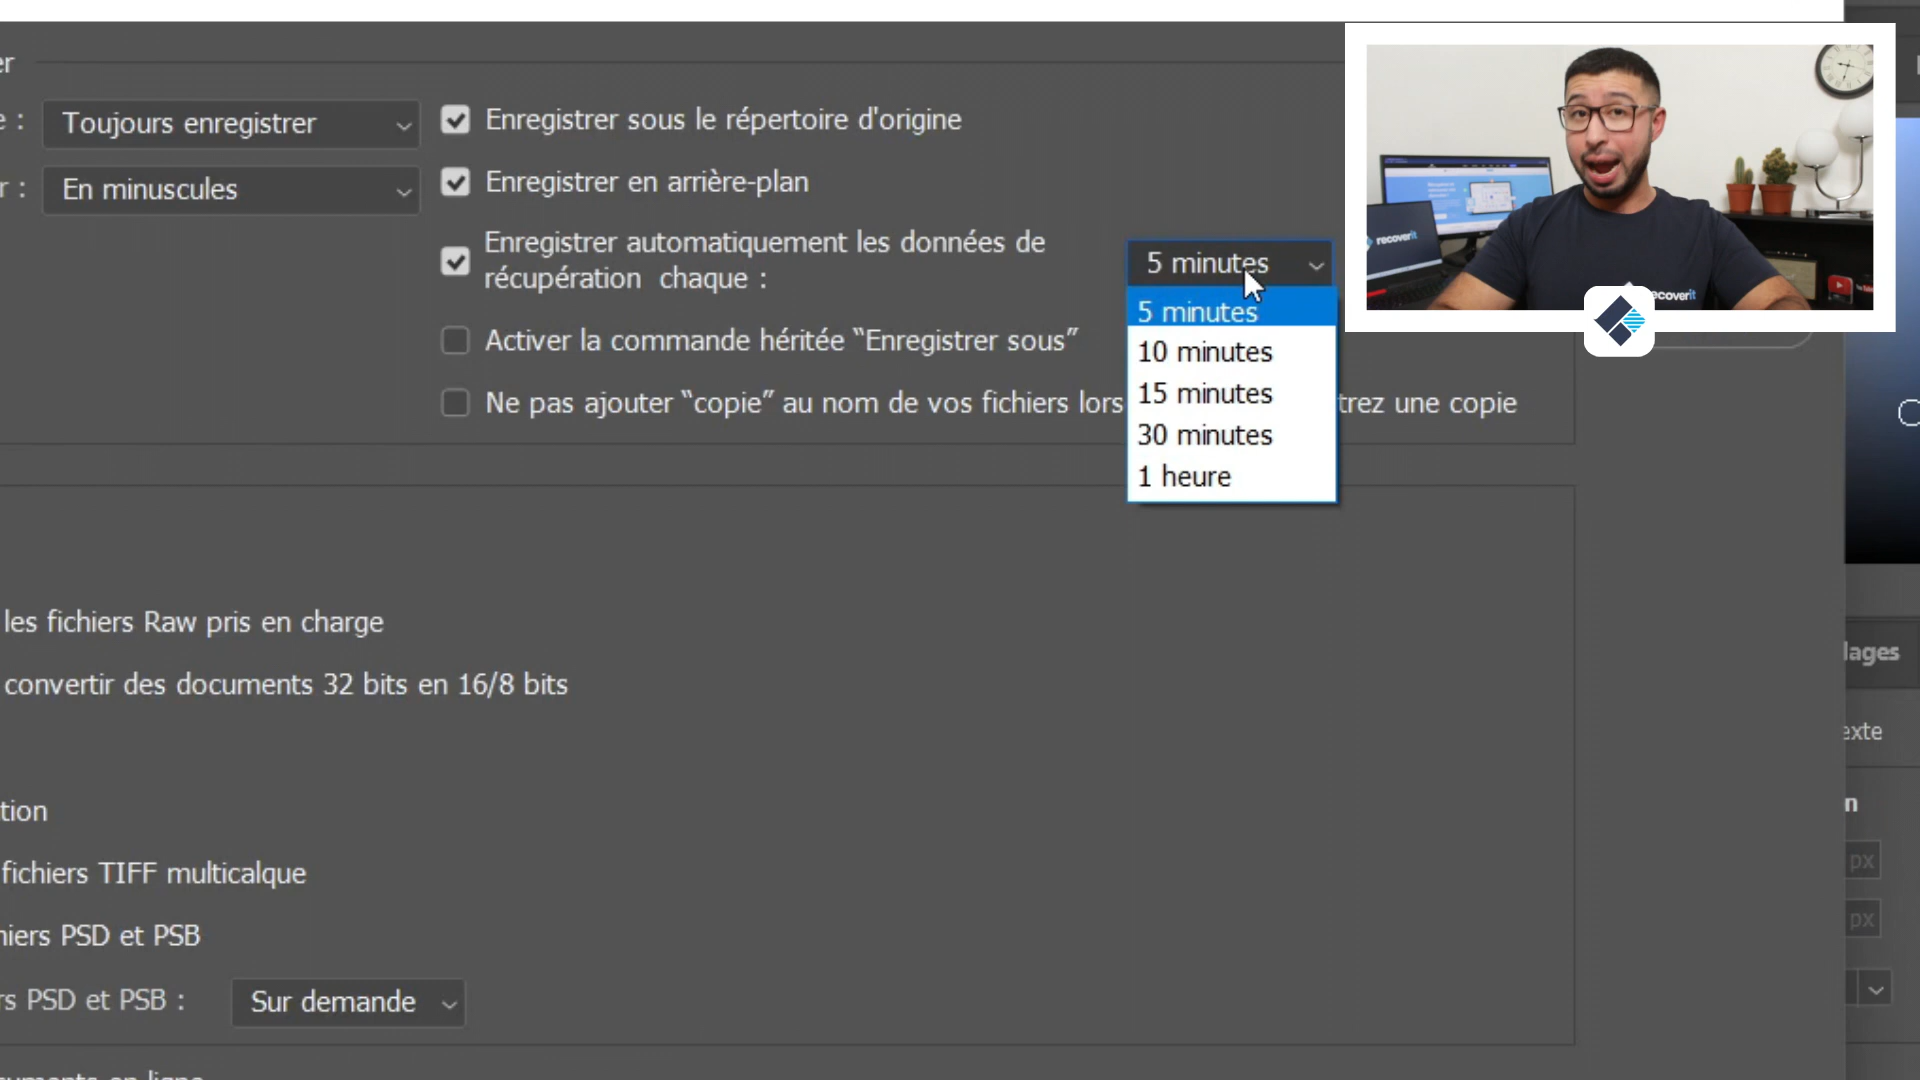 er
e : Toujours enregistrer
Enregistrer sous le répertoire d'origine
r : En minuscules
Enregistrer en arrière-plan
Enregistrer automatiquement les données de
récupération chaque :
5 minutes
5 minutes
10 minutes
15 minutes
30 minutes
1 heure
Activer la commande héritée “Enregistrer sous”
Ne pas ajouter “copie” au nom de vos fichiers lors
trez une copie
les fichiers Raw pris en charge
convertir des documents 32 bits en 16/8 bits
tion
fichiers TIFF multicalque
hiers PSD et PSB
rs PSD et PSB : Sur demande
recoverit
ecoverit
lages
exte
n
px
px